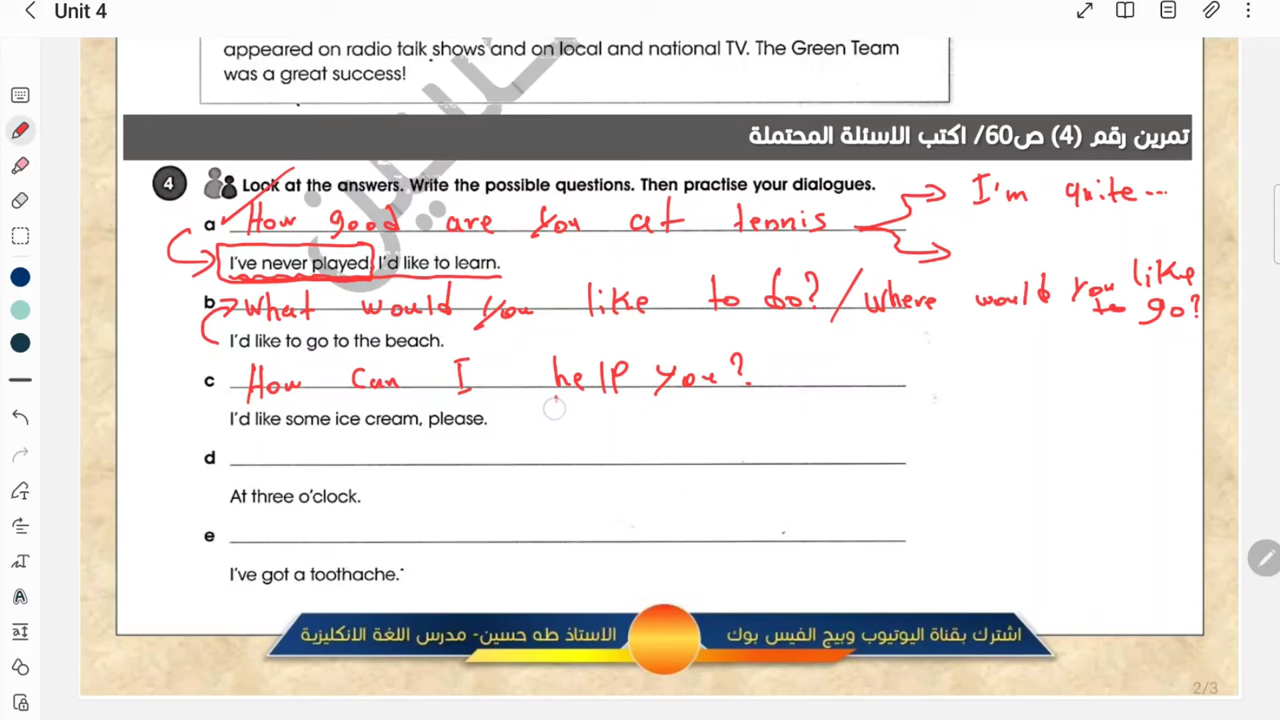 Unit 4
appeared on radio talk shows and on local and national TV. The Green Team
was a great success!
تمرين رقم (4) ص60/ اكتب الاسئلة المحتملة
4 Look at the answers. Write the possible questions. Then practise your dialogues.
I'm quite...
a How good are you at tennis
I've never played. I'd like to learn.
b What would you like to do? / Where would you like to go?
I'd like to go to the beach.
c How can I help you?
I'd like some ice cream, please.
d
At three o'clock.
e
I've got a toothache.
اشترك بقناة اليوتيوب وبيج الفيس بوك
الاستاذ طه حسين- مدرس اللغة الانكليزية
2/3